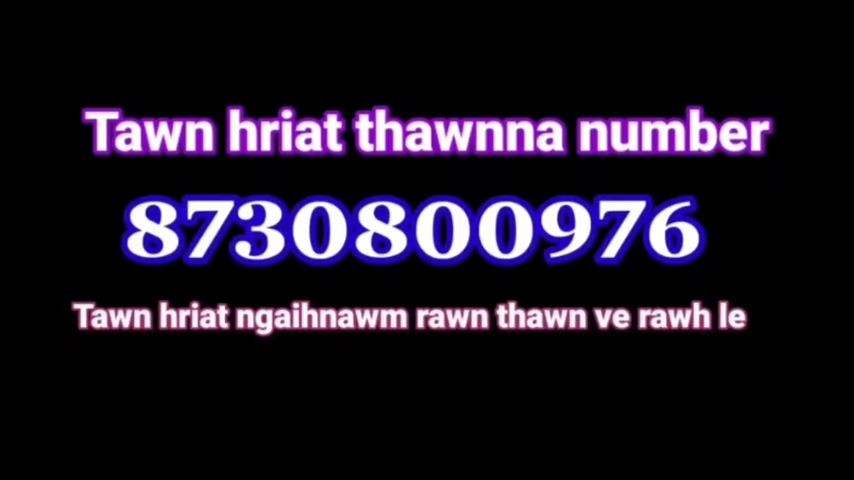 Tawn hriat thawnna number
8730800976
Tawn hriat ngaihnawm rawn thawn ve rawh le